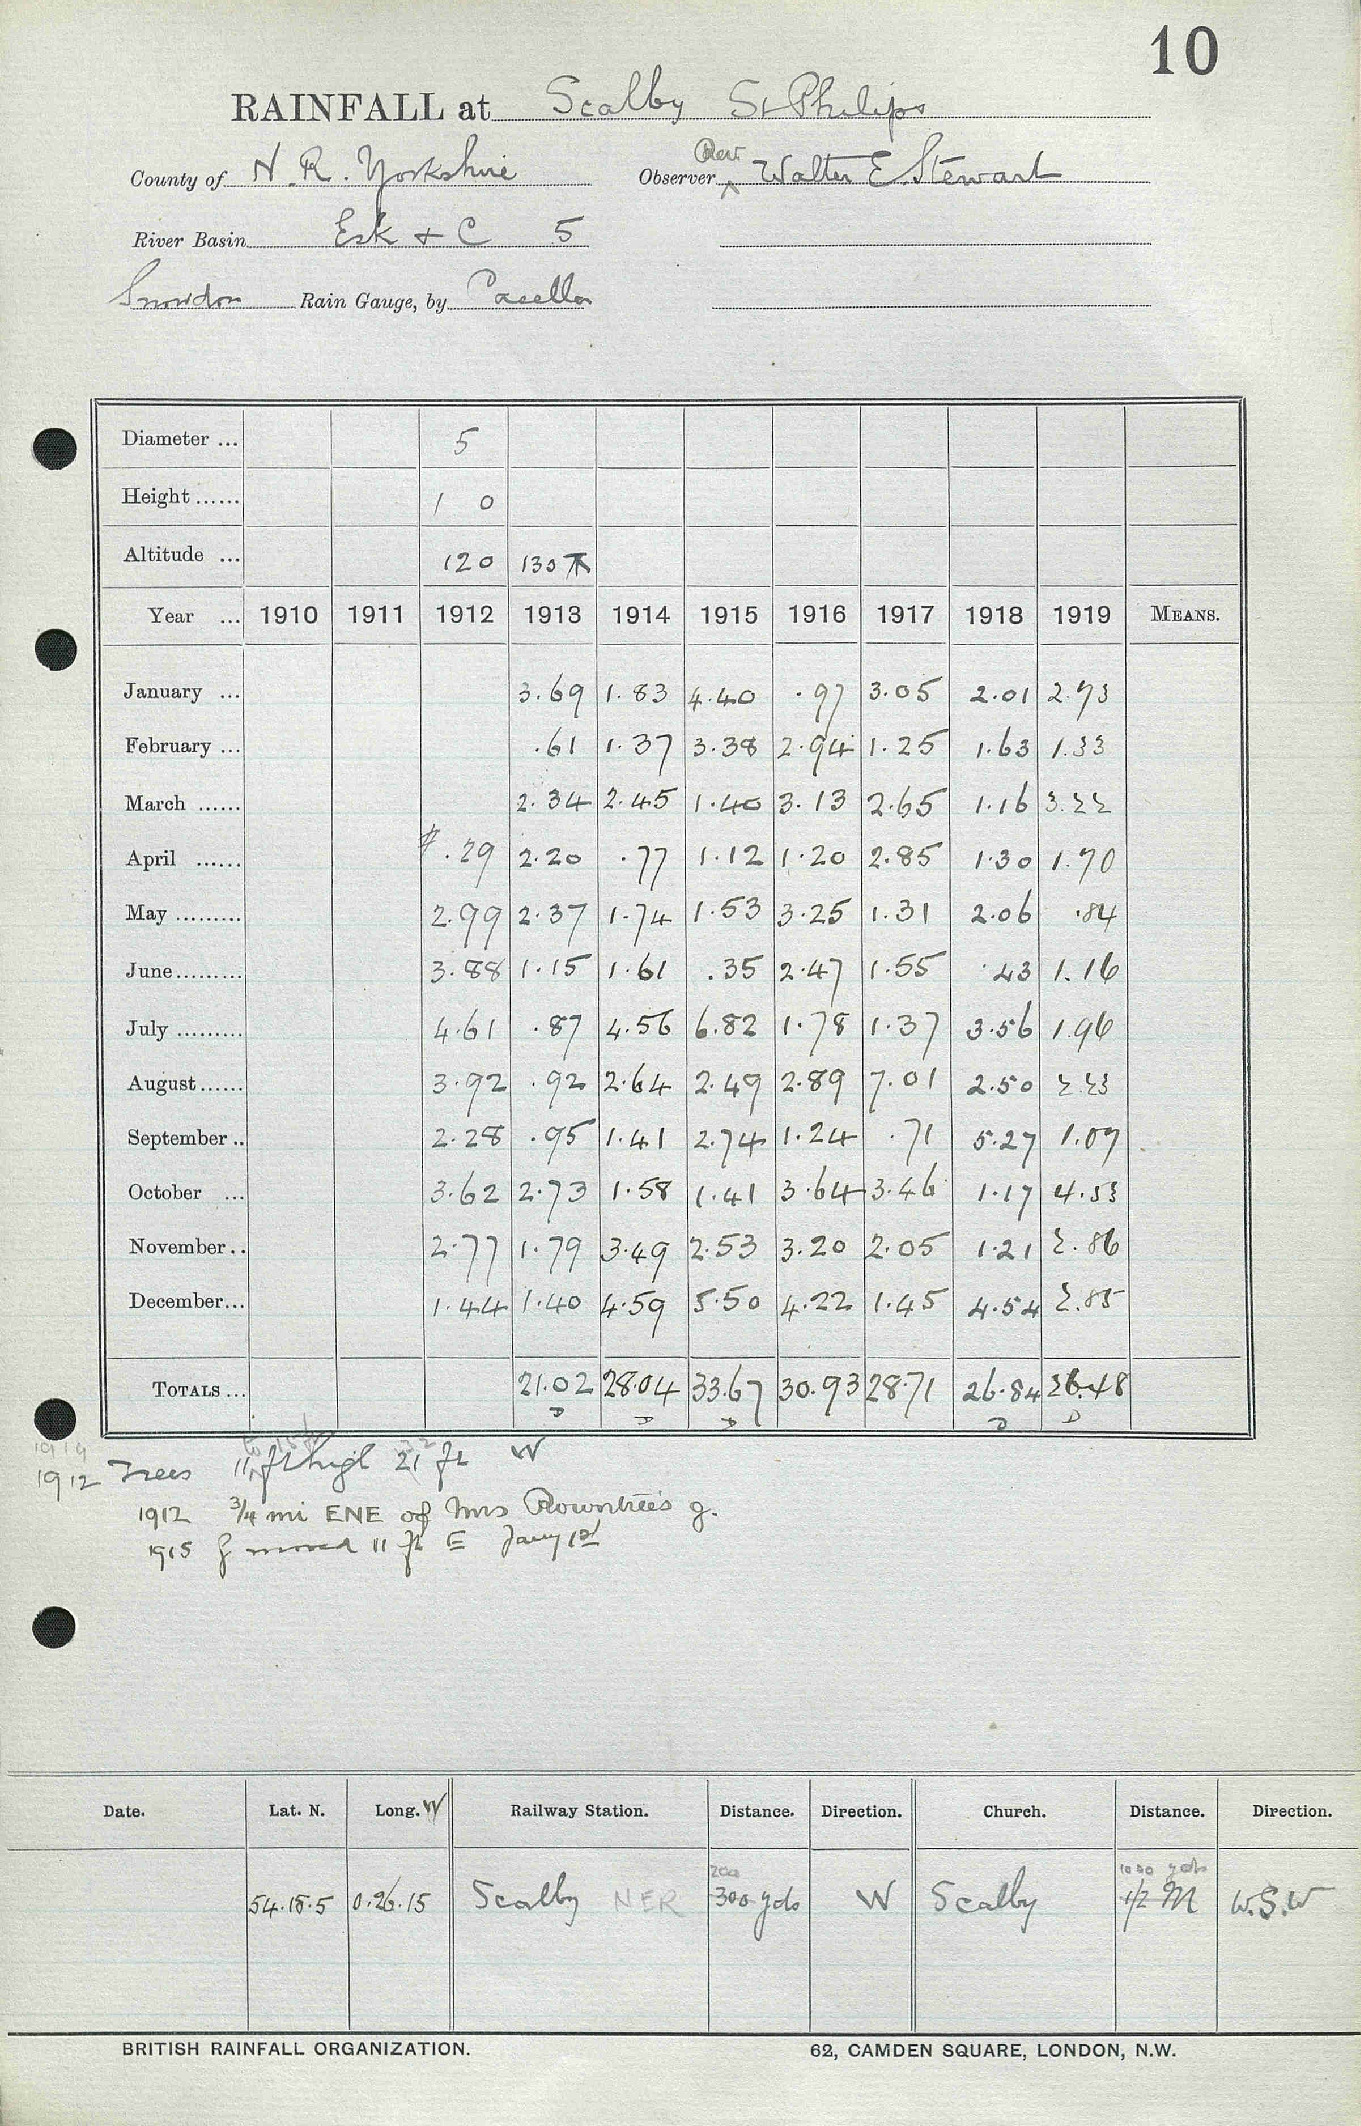 10
RAINFALL at Scalby St Philips
County of N. R. Yorkshire Observer Rev Walter E. Stewart
River Basin Esk + C 5
Snowdon Rain Gauge, by Casella
Diameter ... 5
Height ...... 1 0
Altitude ... 120 130
Year ... 1910 1911 1912 1913 1914 1915 1916 1917 1918 1919 MEANS.
January ... 3.69 1.83 4.40 .97 3.05 2.01 2.73
February ... .61 1.37 3.38 2.94 1.25 1.63 1.33
March ...... 2.34 2.45 1.40 3.13 2.65 1.16 3.22
April ...... .29 2.20 .77 1.12 1.20 2.85 1.30 1.70
May ......... 2.99 2.37 1.74 1.53 3.25 1.31 2.06 .84
June ......... 3.88 1.15 1.61 .35 2.47 1.55 .43 1.16
July ......... 4.61 .87 4.56 6.82 1.78 1.37 3.56 1.96
August ...... 3.92 .92 2.64 2.49 2.89 7.01 2.50 2.23
September .. 2.28 .95 1.41 2.74 1.24 .71 5.27 1.07
October ... 3.62 2.73 1.58 1.41 3.64 3.46 1.17 4.53
November .. 2.77 1.79 3.49 2.53 3.20 2.05 1.21 2.86
December ... 1.44 1.40 4.59 5.50 4.22 1.45 4.54 2.85
TOTALS ... 21.02 28.04 33.67 30.93 28.71 26.84 26.48
D D D D D
1919
1912 Trees 11 ft high 21 ft W
1912 3/4 mi ENE of Mrs Rowntree's g.
1915 g moved 11 ft E Jany 1st
Date. Lat. N. Long. W Railway Station. Distance. Direction. Church. Distance. Direction.
200 1000 yds
54.18.5 0.26.15 Scalby NER 300 yds W Scalby 1/2 M W.S.W
BRITISH RAINFALL ORGANIZATION. 62, CAMDEN SQUARE, LONDON, N.W.